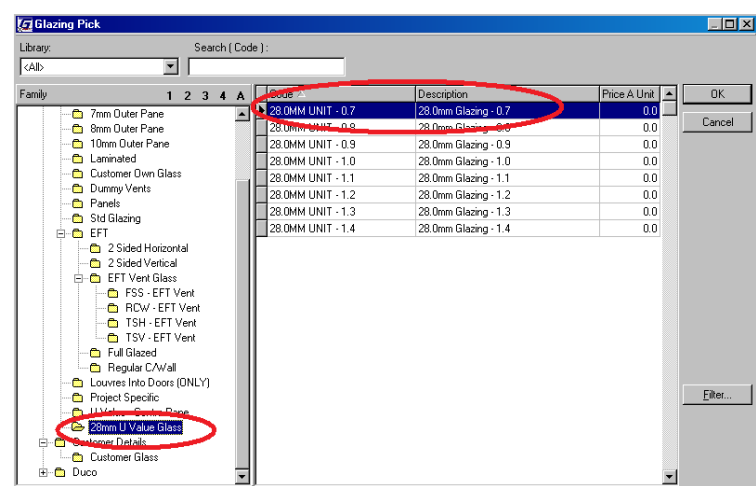 Glazing Pick
Library: Search ( Code ) :
<All>
Family 1 2 3 4 A
7mm Outer Pane
8mm Outer Pane
10mm Outer Pane
Laminated
Customer Own Glass
Dummy Vents
Panels
Std Glazing
EFT
2 Sided Horizontal
2 Sided Vertical
EFT Vent Glass
FSS - EFT Vent
RCW - EFT Vent
TSH - EFT Vent
TSV - EFT Vent
Full Glazed
Regular C/Wall
Louvres Into Doors (ONLY)
Project Specific
U Value - Centre Pane
28mm U Value Glass
Customer Details
Customer Glass
Duco
Code Description Price A Unit
28.0MM UNIT - 0.7 28.0mm Glazing - 0.7 0.0
28.0MM UNIT - 0.8 28.0mm Glazing - 0.8 0.0
28.0MM UNIT - 0.9 28.0mm Glazing - 0.9 0.0
28.0MM UNIT - 1.0 28.0mm Glazing - 1.0 0.0
28.0MM UNIT - 1.1 28.0mm Glazing - 1.1 0.0
28.0MM UNIT - 1.2 28.0mm Glazing - 1.2 0.0
28.0MM UNIT - 1.3 28.0mm Glazing - 1.3 0.0
28.0MM UNIT - 1.4 28.0mm Glazing - 1.4 0.0
OK
Cancel
Filter...